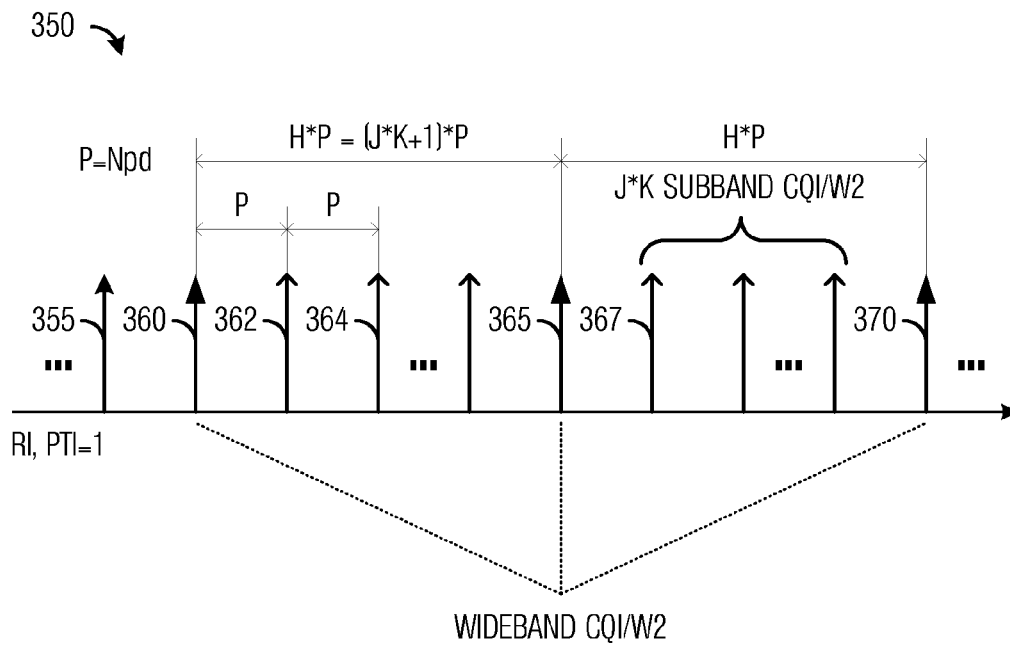 350
H*P = (J*K+1)*P
H*P
P=Npd
J*K SUBBAND CQI/W2
P
P
355
360
362
364
365
367
370
...
...
...
...
RI, PTI=1
WIDEBAND CQI/W2